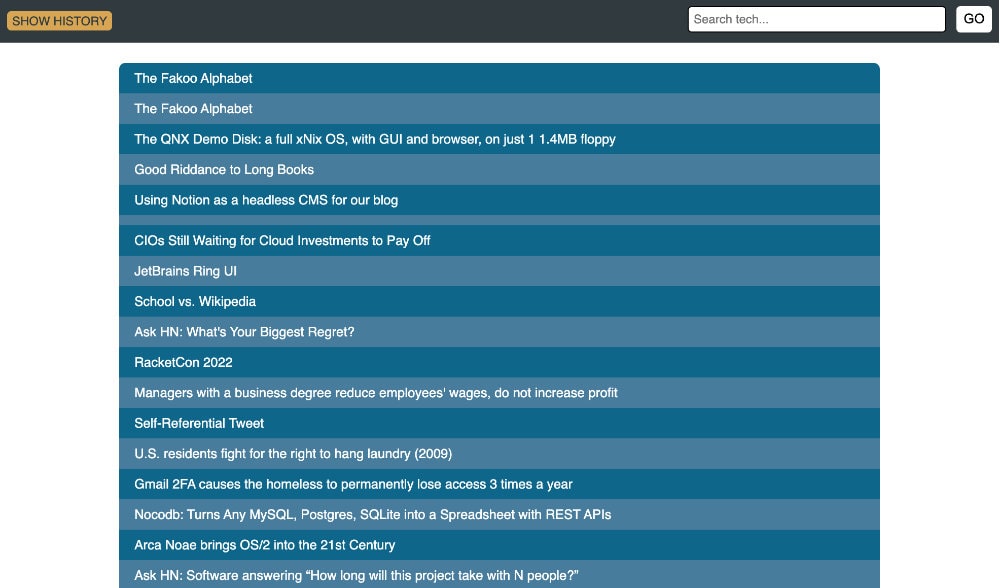 SHOW HISTORY
Search tech...
GO
The Fakoo Alphabet
The Fakoo Alphabet
The QNX Demo Disk: a full xNix OS, with GUI and browser, on just 1 1.4MB floppy
Good Riddance to Long Books
Using Notion as a headless CMS for our blog
CIOs Still Waiting for Cloud Investments to Pay Off
JetBrains Ring UI
School vs. Wikipedia
Ask HN: What's Your Biggest Regret?
RacketCon 2022
Managers with a business degree reduce employees' wages, do not increase profit
Self-Referential Tweet
U.S. residents fight for the right to hang laundry (2009)
Gmail 2FA causes the homeless to permanently lose access 3 times a year
Nocodb: Turns Any MySQL, Postgres, SQLite into a Spreadsheet with REST APIs
Arca Noae brings OS/2 into the 21st Century
Ask HN: Software answering “How long will this project take with N people?”